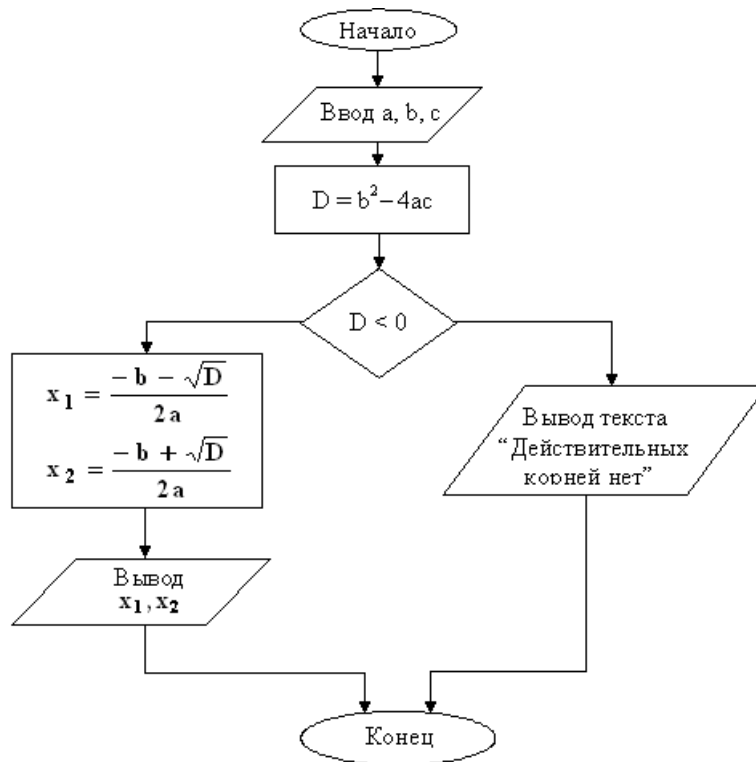 Начало
Ввод a, b, c
D = b² – 4ac
D < 0
x₁ = (– b – √D) / 2a
x₂ = (– b + √D) / 2a
Вывод
x₁, x₂
Вывод текста
“Действительных
корней нет”
Конец